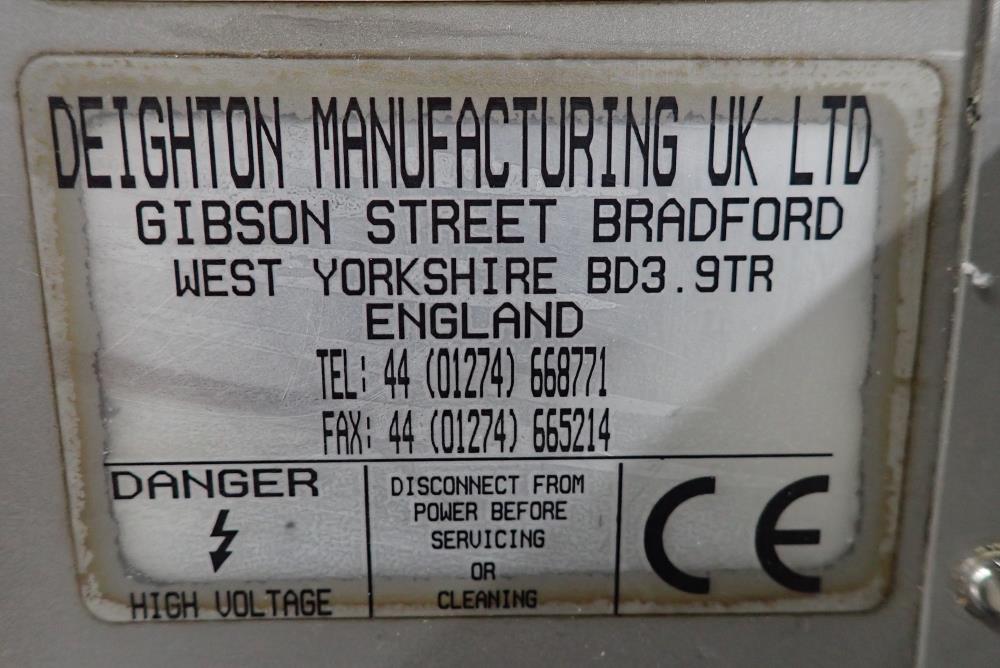 DEIGHTON MANUFACTURING UK LTD
GIBSON STREET BRADFORD
WEST YORKSHIRE BD3.9TR
ENGLAND
TEL: 44 (01274) 668771
FAX: 44 (01274) 665214
DANGER
HIGH VOLTAGE
DISCONNECT FROM
POWER BEFORE
SERVICING
OR
CLEANING
CE